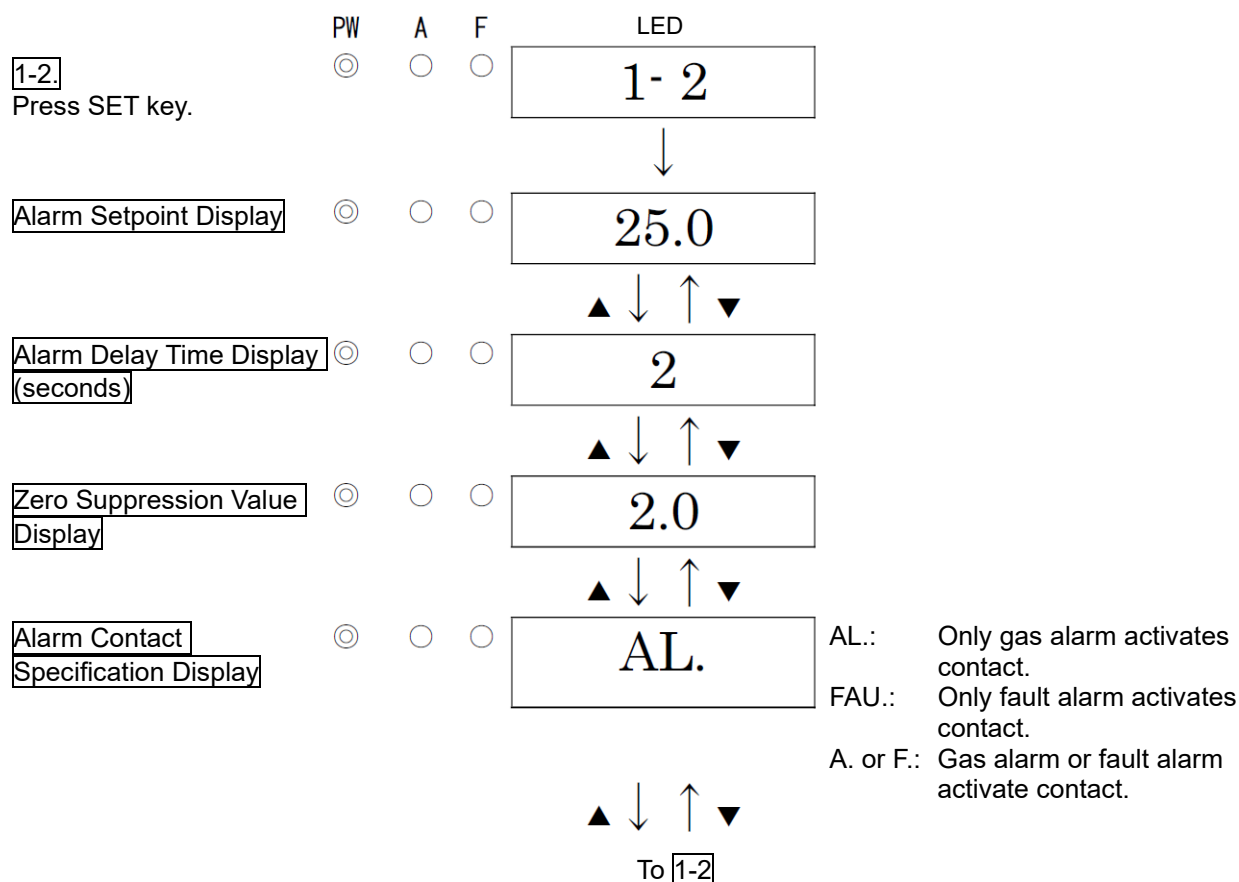 PW A F LED
1-2.
Press SET key.
1- 2
↓
Alarm Setpoint Display
25.0
▲ ↓ ↑ ▼
Alarm Delay Time Display
(seconds)
2
▲ ↓ ↑ ▼
Zero Suppression Value
Display
2.0
▲ ↓ ↑ ▼
Alarm Contact
Specification Display
AL.
AL.: Only gas alarm activates
contact.
FAU.: Only fault alarm activates
contact.
A. or F.: Gas alarm or fault alarm
activate contact.
▲ ↓ ↑ ▼
To 1-2